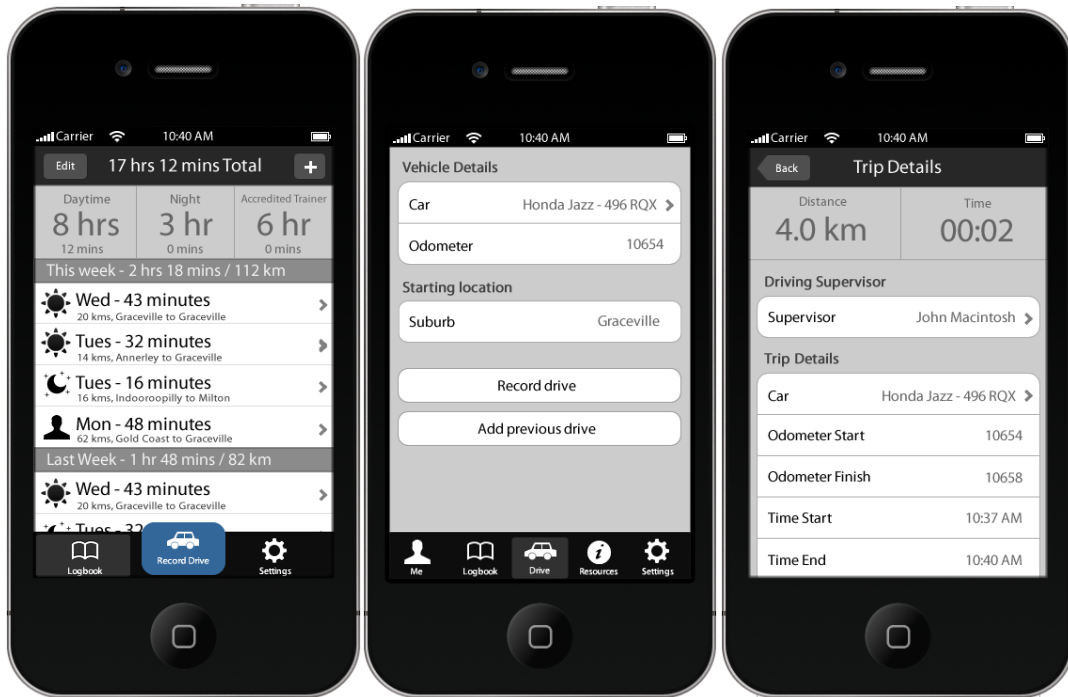 Carrier 10:40 AM
Edit 17 hrs 12 mins Total +
Daytime Night Accredited Trainer
8 hrs 3 hr 6 hr
12 mins 0 mins 0 mins
This week - 2 hrs 18 mins / 112 km
Wed - 43 minutes
20 kms, Graceville to Graceville
Tues - 32 minutes
14 kms, Annerley to Graceville
Tues - 16 minutes
16 kms, Indooroopilly to Milton
Mon - 48 minutes
62 kms, Gold Coast to Graceville
Last Week - 1 hr 48 mins / 82 km
Wed - 43 minutes
20 kms, Graceville to Graceville
Tues - 32
Logbook Record Drive Settings
Carrier 10:40 AM
Vehicle Details
Car Honda Jazz - 496 RQX
Odometer 10654
Starting location
Suburb Graceville
Record drive
Add previous drive
Me Logbook Drive Resources Settings
Carrier 10:40 AM
Back Trip Details
Distance Time
4.0 km 00:02
Driving Supervisor
Supervisor John Macintosh
Trip Details
Car Honda Jazz - 496 RQX
Odometer Start 10654
Odometer Finish 10658
Time Start 10:37 AM
Time End 10:40 AM